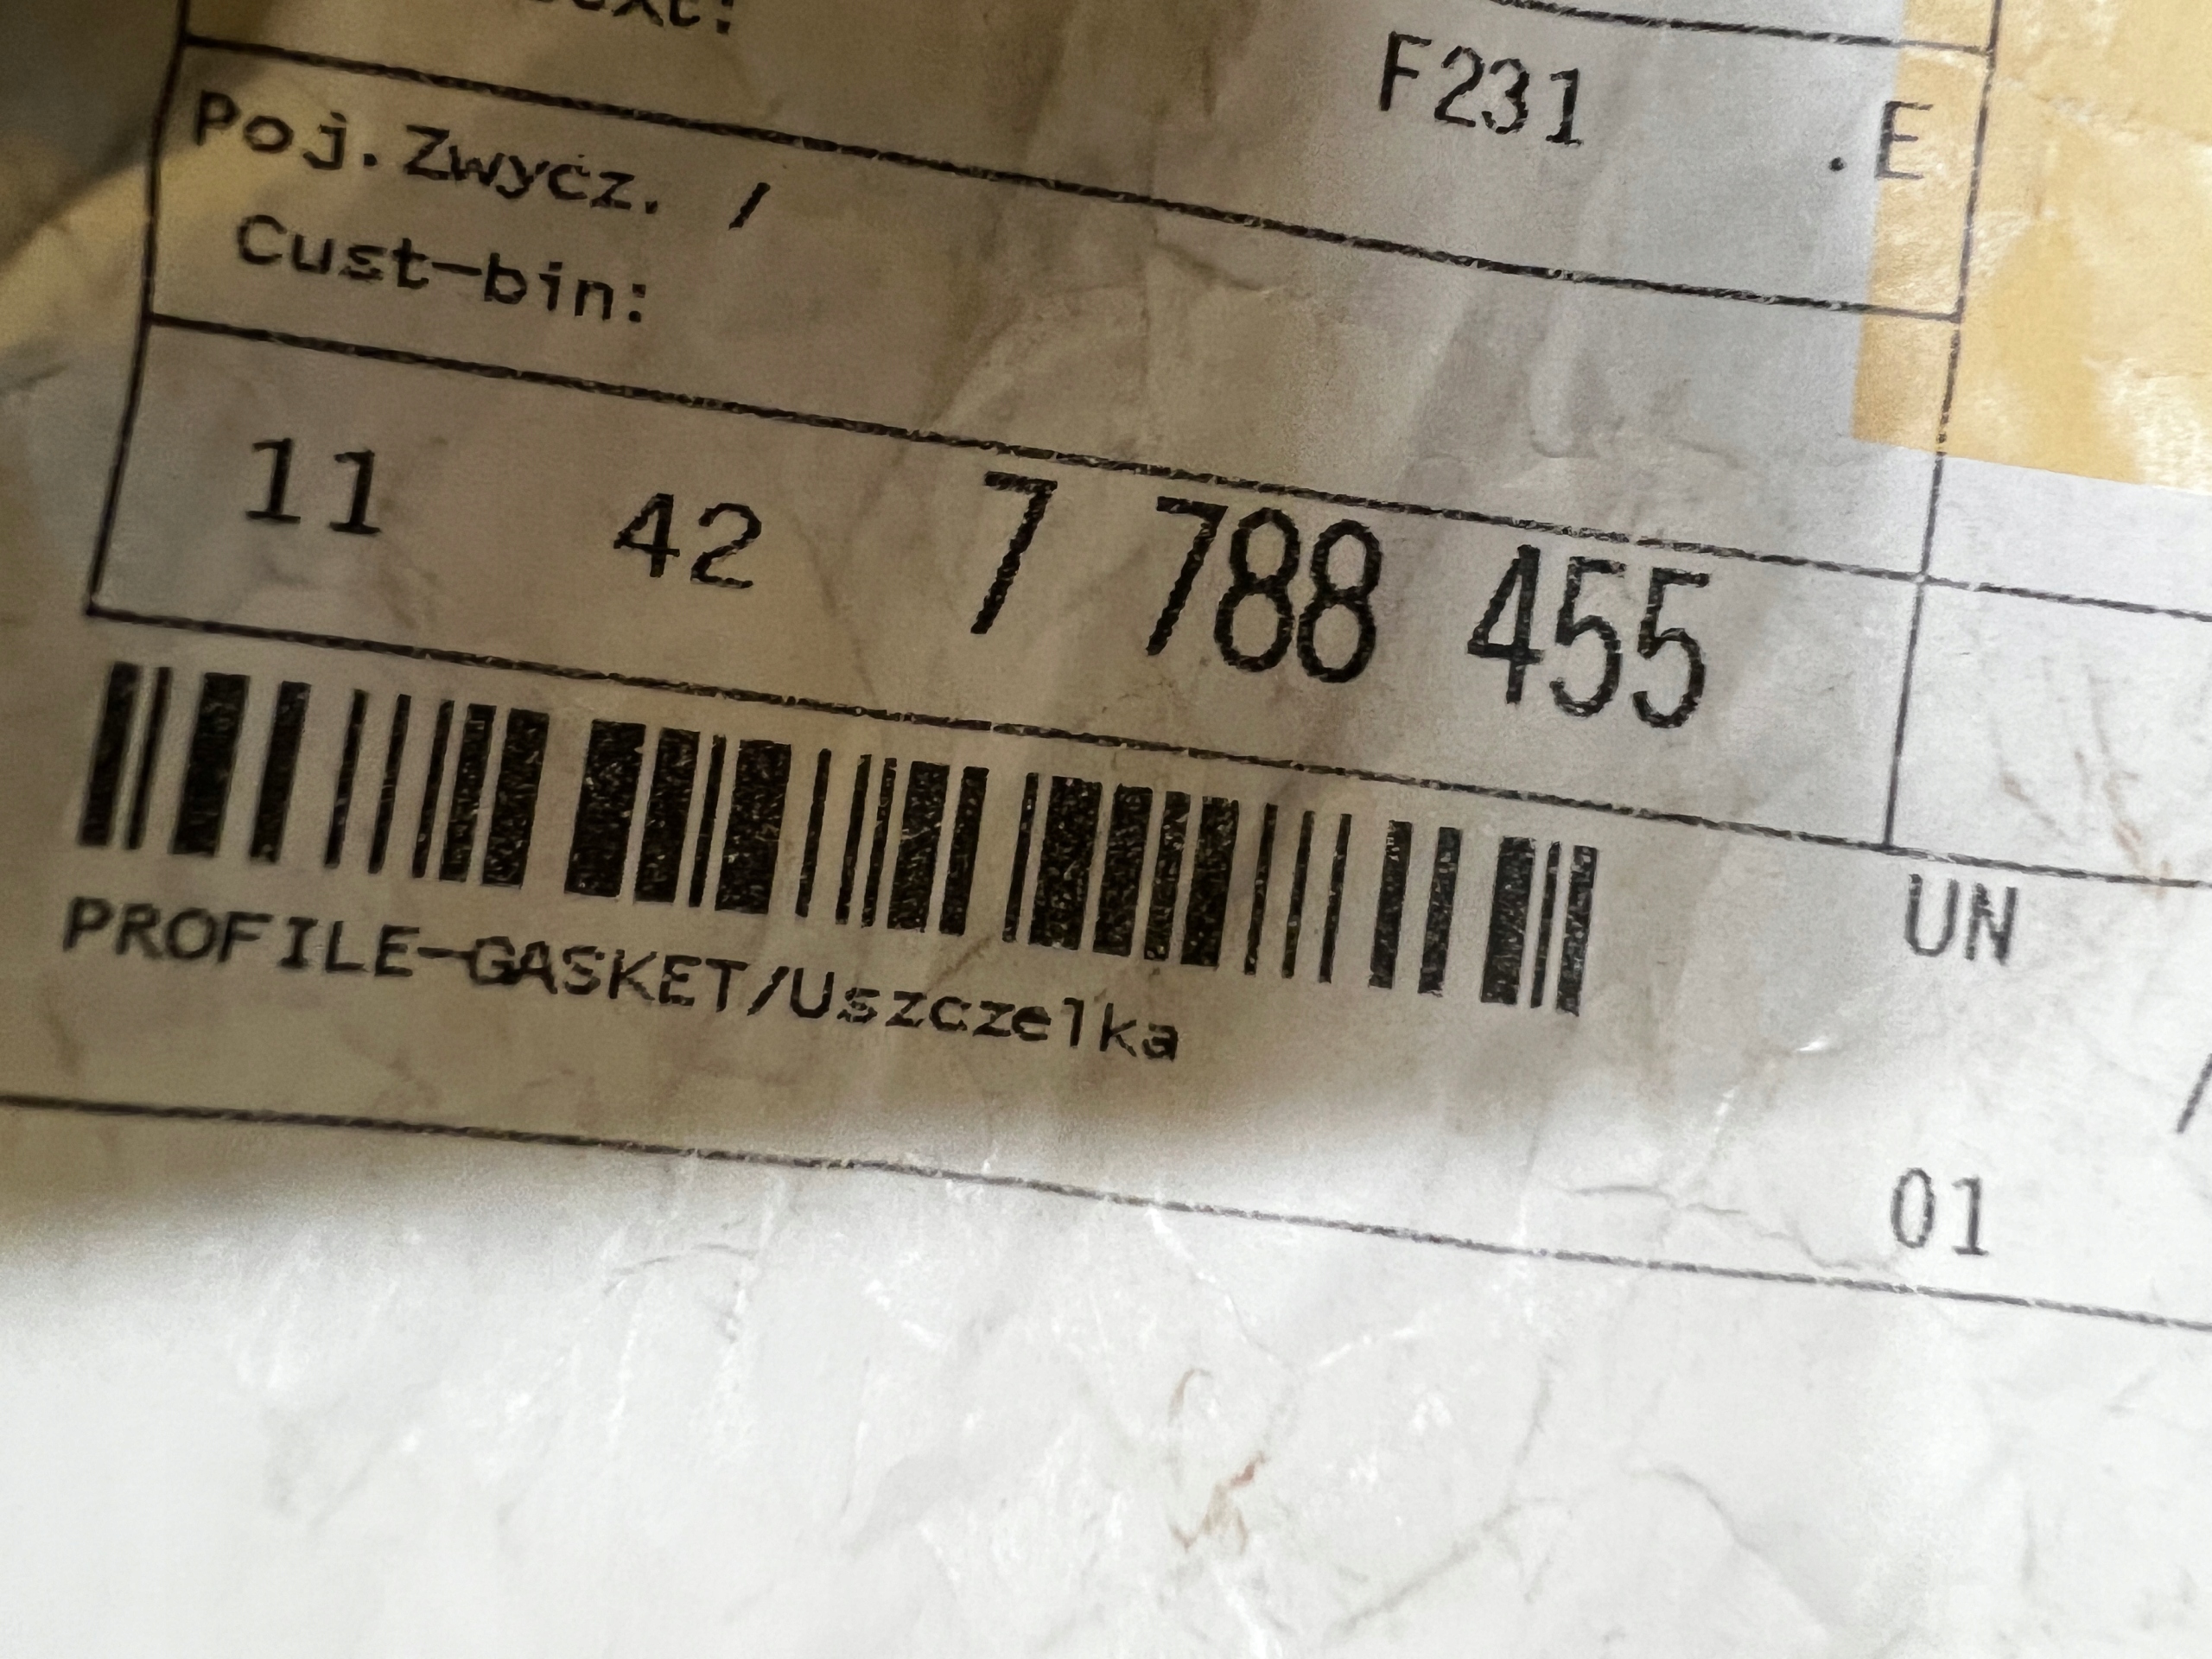 F231 .E
Poj.Zwycz. /
Cust-bin:
11 42 7 788 455
UN
PROFILE-GASKET/Uszczelka
01